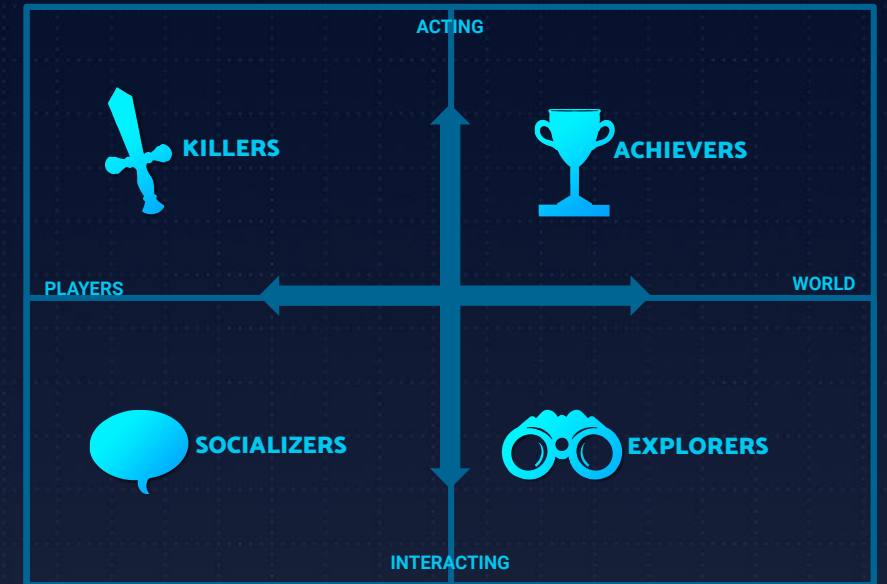 ACTING
KILLERS
ACHIEVERS
PLAYERS
WORLD
SOCIALIZERS
EXPLORERS
INTERACTING